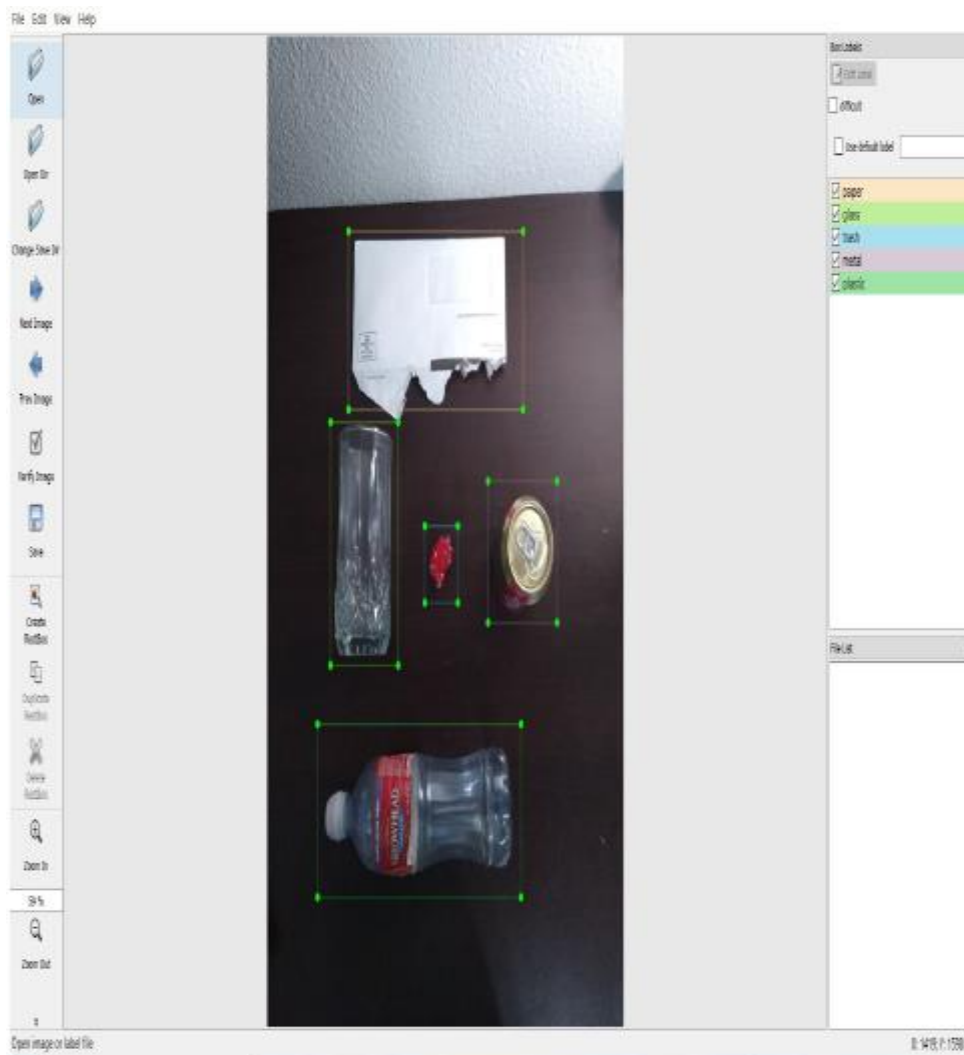 File Edit View Help
Open
Open Dir
Change Save Dir
Next Image
Prev Image
Verify Image
Save
Create
RectBox
Duplicate
RectBox
Delete
RectBox
Zoom In
59 %
Zoom Out
Open image or label file
Box Labels
Edit Label
difficult
Use default label
paper
glass
trash
metal
plastic
File List
ARROWHEAD